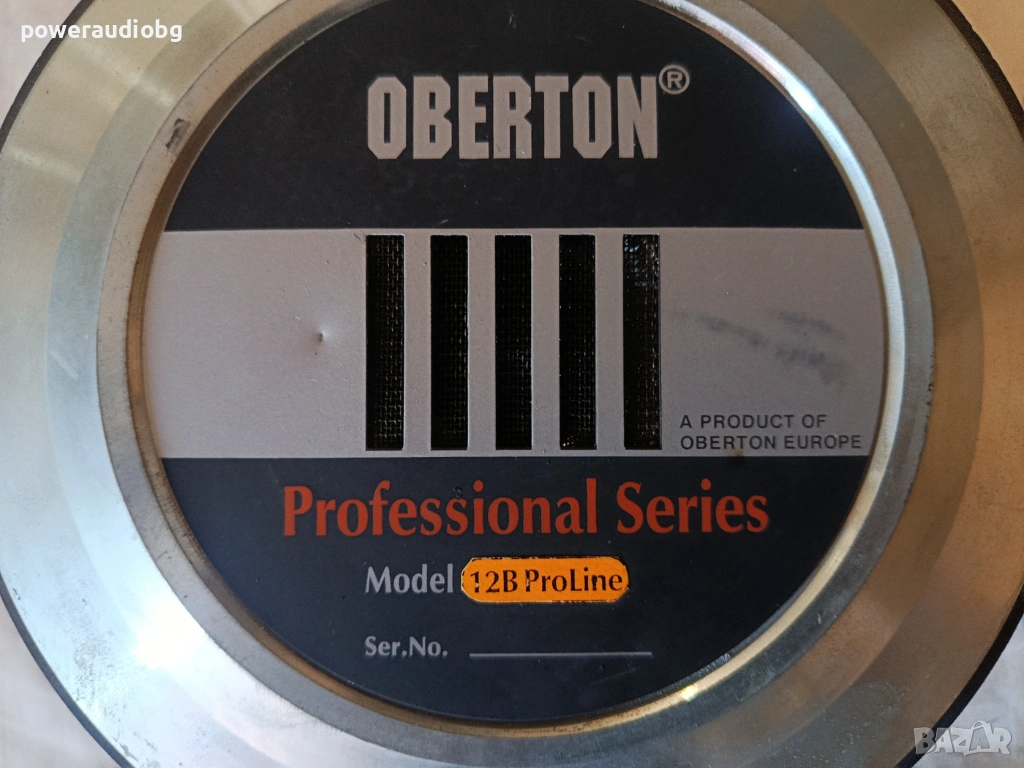 poweraudiobg
OBERTON®
A PRODUCT OF
OBERTON EUROPE
Professional Series
Model 12B ProLine
Ser.No.
BAZAR